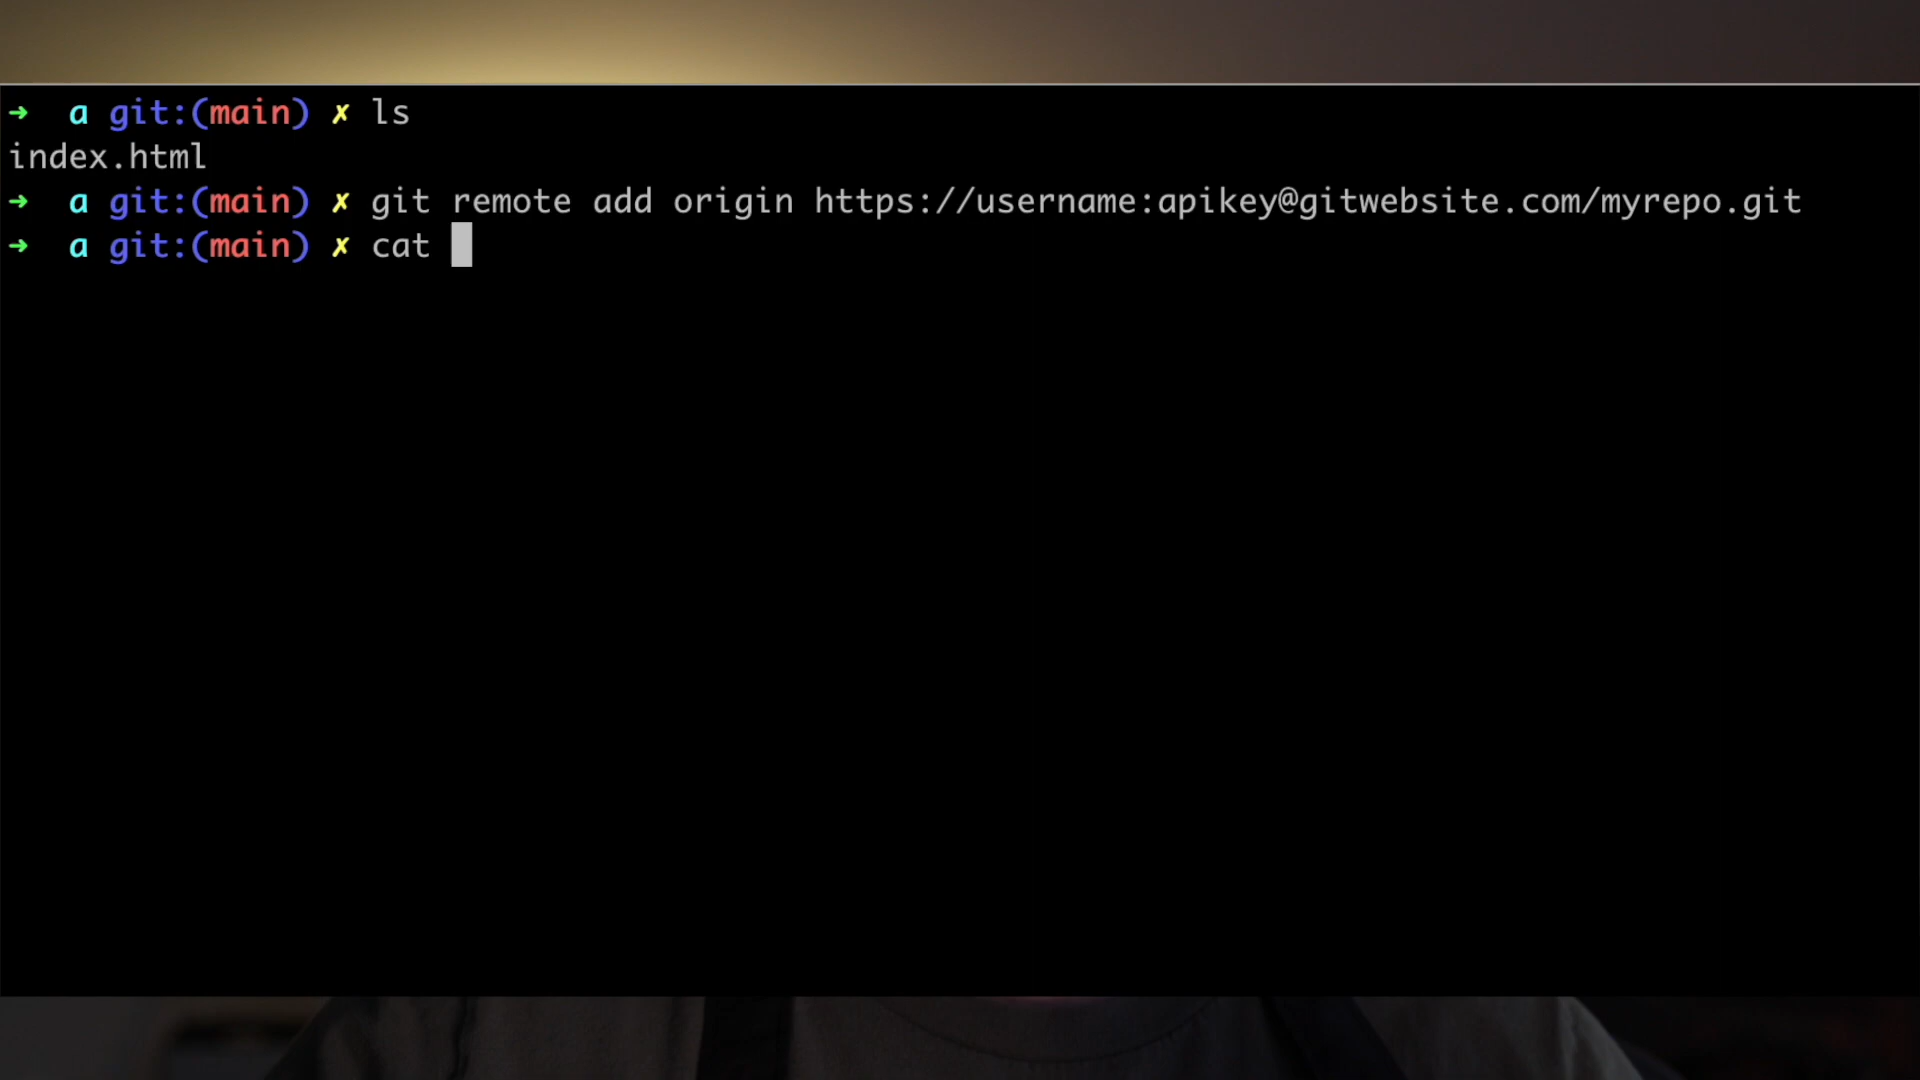 ➜ a git:(main) ✗ ls
index.html
➜ a git:(main) ✗ git remote add origin https://username:apikey@gitwebsite.com/myrepo.git
➜ a git:(main) ✗ cat